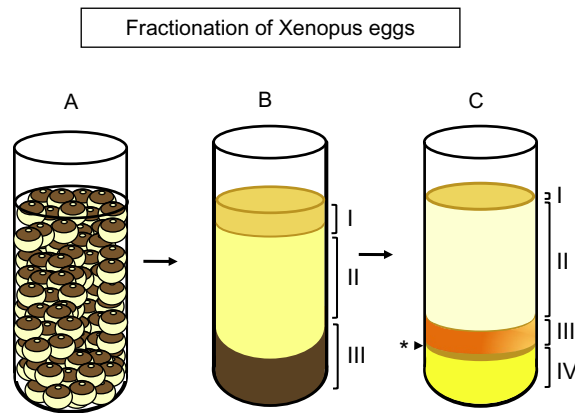 Fractionation of Xenopus eggs
A
B
C
I
II
III
I
II
III
*
IV